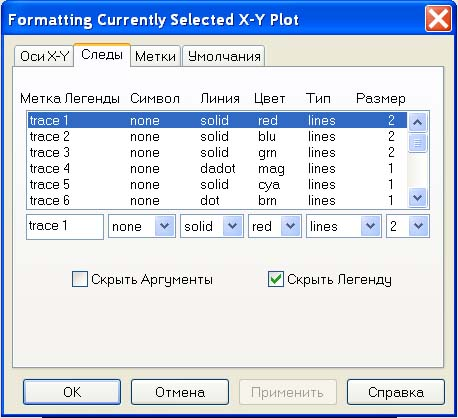 Formatting Currently Selected X-Y Plot
Оси X-Y Следы Метки Умолчания
Метка Легенды Символ Линия Цвет Тип Размер
trace 1 none solid red lines 2
trace 2 none solid blu lines 2
trace 3 none solid grn lines 2
trace 4 none dadot mag lines 1
trace 5 none solid cya lines 1
trace 6 none dot brn lines 1
trace 1 none solid red lines 2
Скрыть Аргументы Скрыть Легенду
OK Отмена Применить Справка